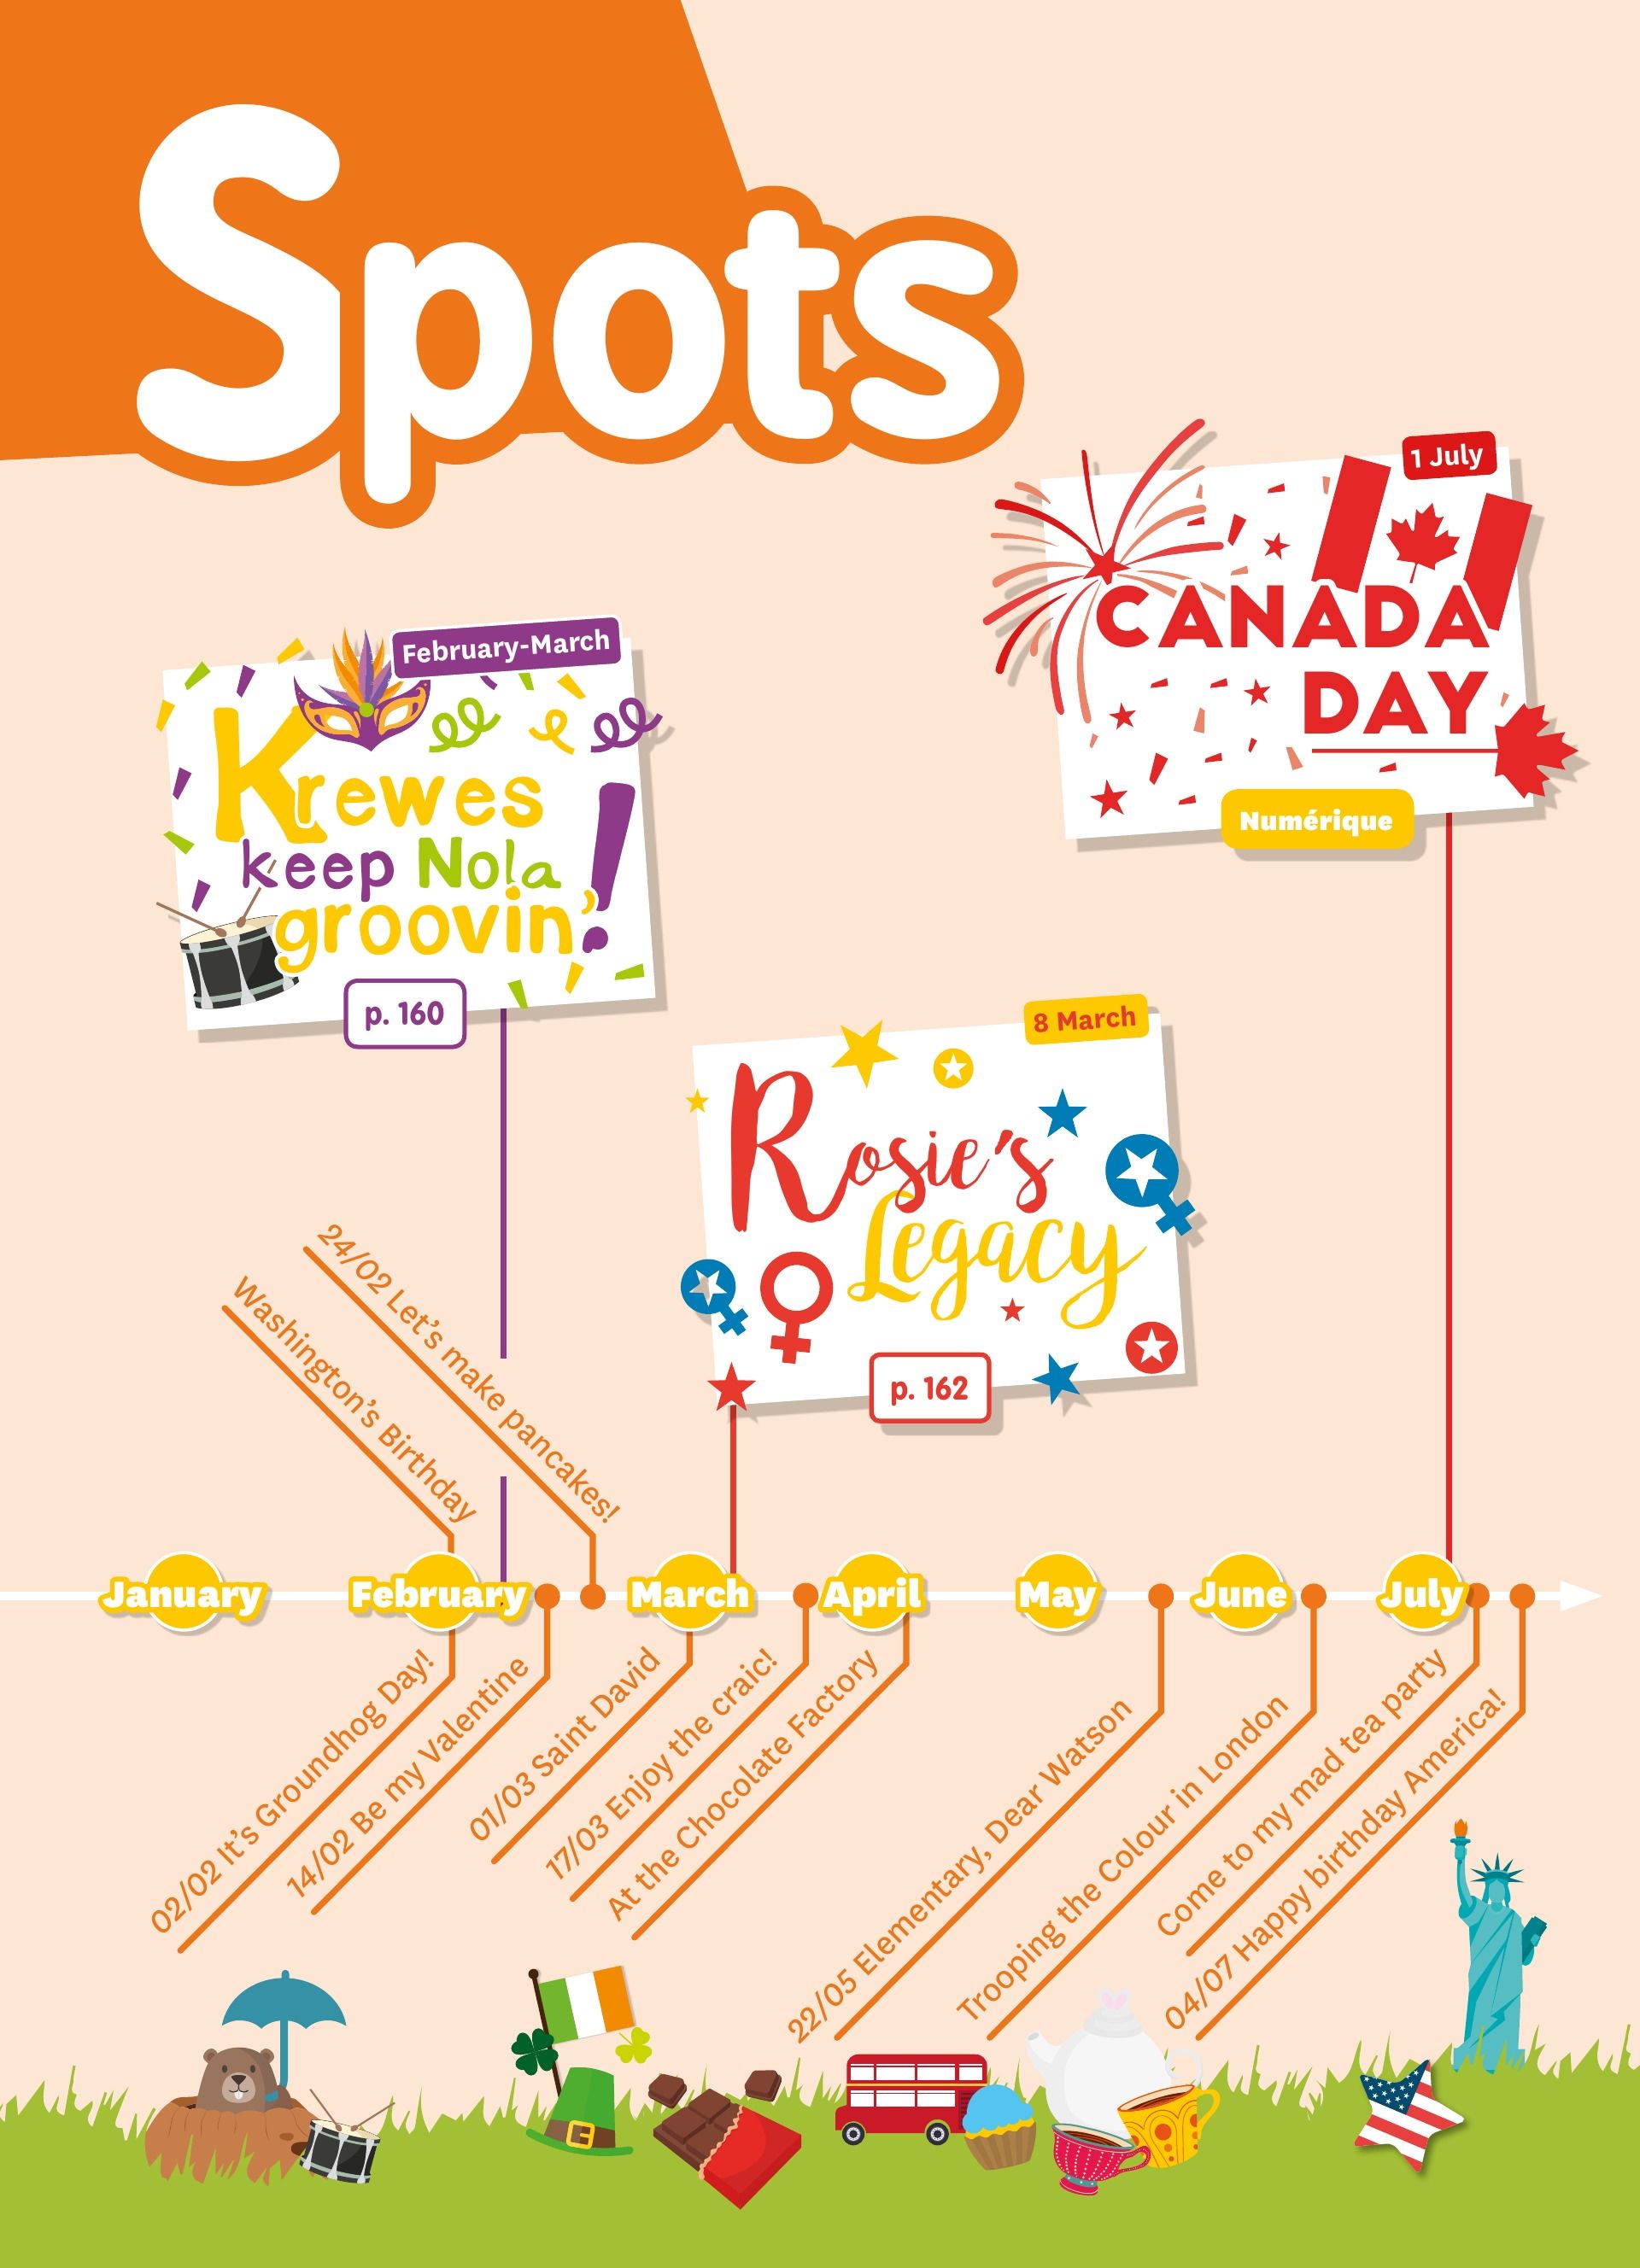 Spots
1 July
CANADA
DAY
Numérique
February-March
Krewes
keep Nola
groovin'!
p. 160
8 March
Rosie's
Legacy
p. 162
24/02 Let's make pancakes!
Washington's Birthday
January
February
March
April
May
June
July
02/02 It's Groundhog Day!
14/02 Be my Valentine
01/03 Saint David
17/03 Enjoy the craic!
At the Chocolate Factory
22/05 Elementary, Dear Watson
Trooping the Colour in London
Come to my mad tea party
04/07 Happy birthday America!